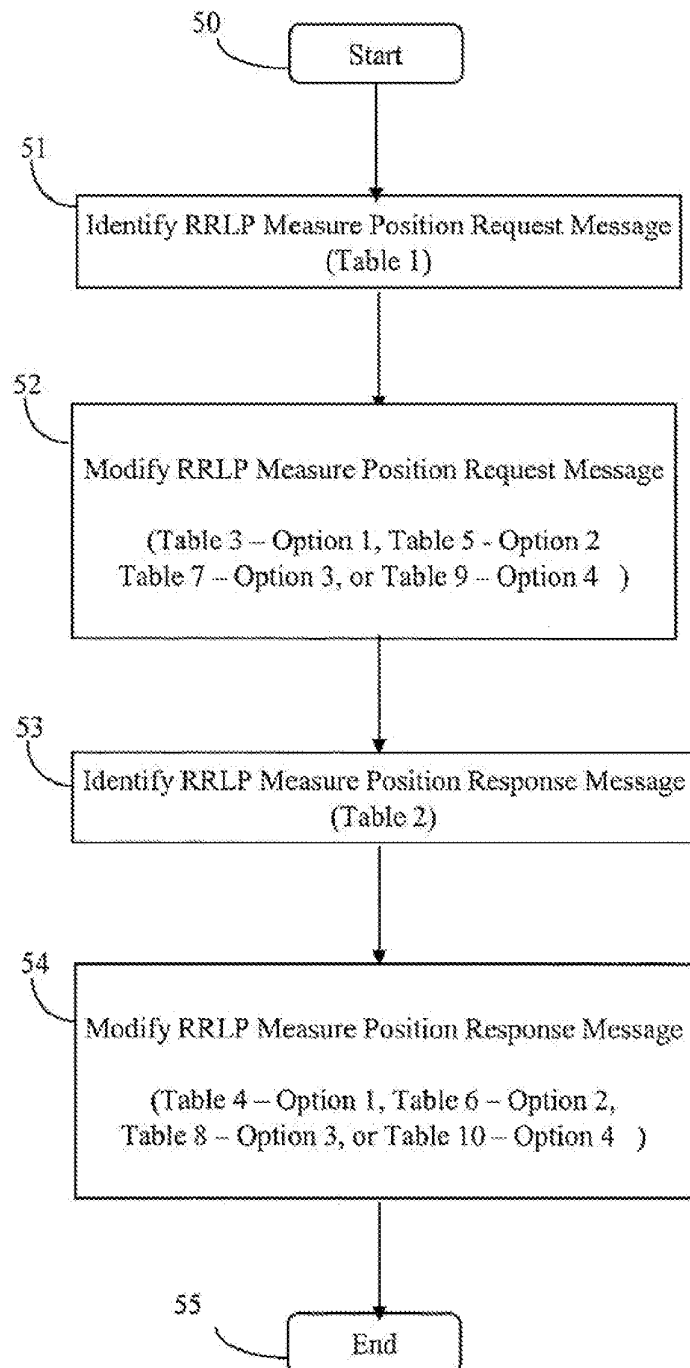 50
Start
51
Identify RRLP Measure Position Request Message
(Table 1)
52
Modify RRLP Measure Position Request Message
(Table 3 – Option 1, Table 5 - Option 2
Table 7 – Option 3, or Table 9 – Option 4 )
53
Identify RRLP Measure Position Response Message
(Table 2)
54
Modify RRLP Measure Position Response Message
(Table 4 – Option 1, Table 6 – Option 2,
Table 8 – Option 3, or Table 10 – Option 4 )
55
End